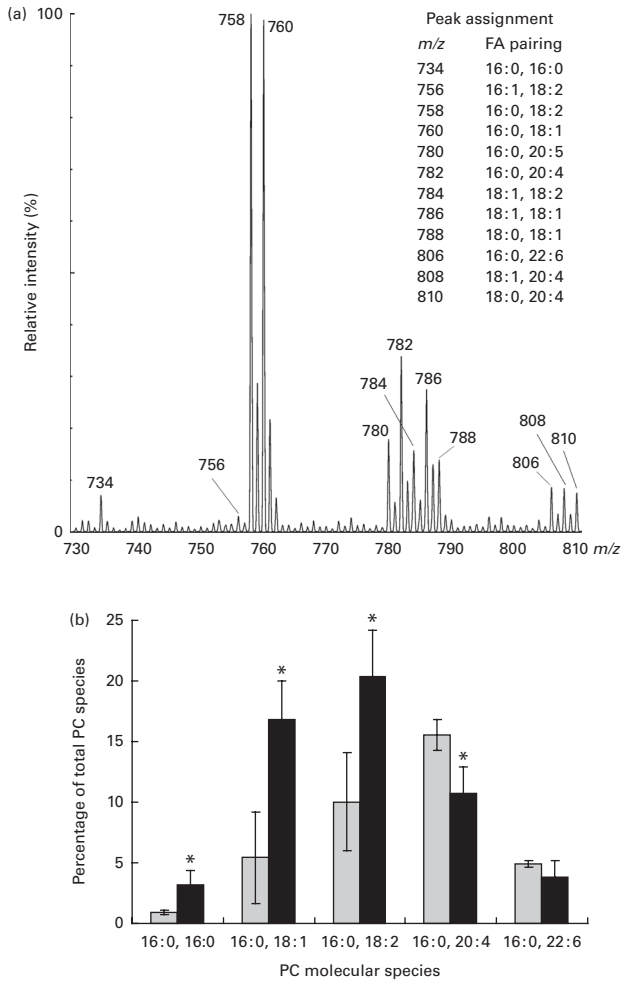 (a)
100
758
760
Peak assignment
m/z FA pairing
734 16:0, 16:0
756 16:1, 18:2
758 16:0, 18:2
760 16:0, 18:1
780 16:0, 20:5
782 16:0, 20:4
784 18:1, 18:2
786 18:1, 18:1
788 18:0, 18:1
806 16:0, 22:6
808 18:1, 20:4
810 18:0, 20:4
Relative intensity (%)
782
784 786
780 788
808
810
756 806
734
0
730 740 750 760 770 780 790 800 810 m/z
(b)
25
20
15
10
5
0
* * * *
Percentage of total PC species
16:0, 16:0 16:0, 18:1 16:0, 18:2 16:0, 20:4 16:0, 22:6
PC molecular species